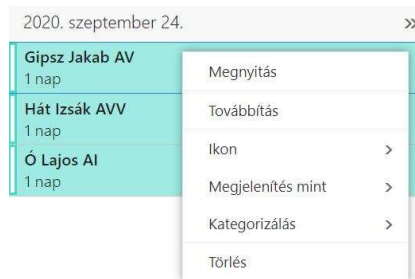 2020. szeptember 24.
Gipsz Jakab AV
1 nap
Hát Izsák AVV
1 nap
Ó Lajos AI
1 nap
Megnyitás
Továbbítás
Ikon
Megjelenítés mint
Kategorizálás
Törlés